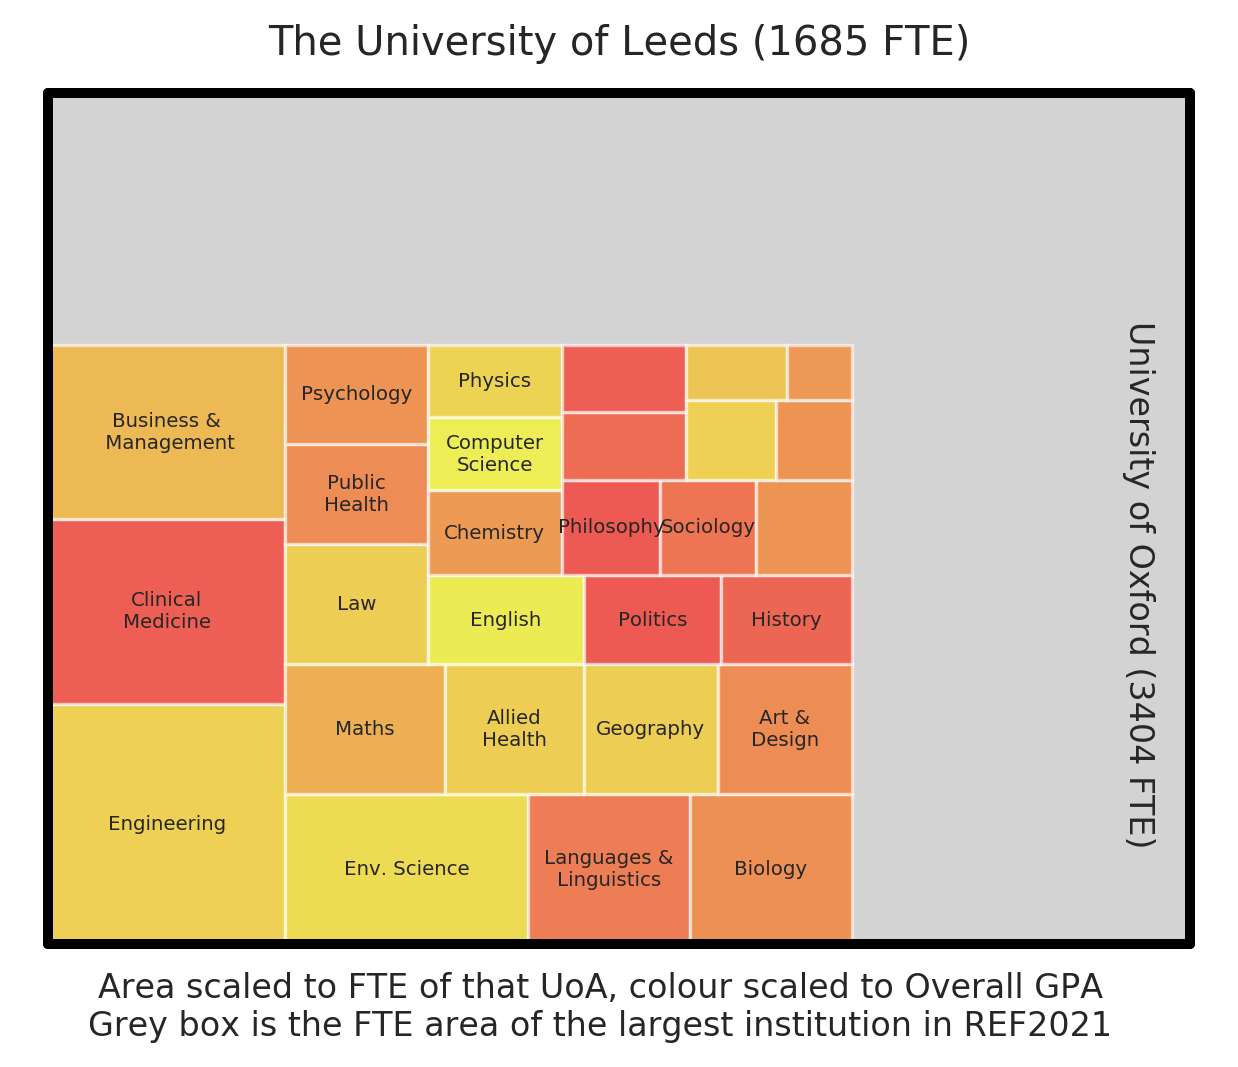 The University of Leeds (1685 FTE)
Business &
Management
Psychology
Physics
Computer
Science
Public
Health
Chemistry
Philosophy
Sociology
Clinical
Medicine
Law
English
Politics
History
Maths
Allied
Health
Geography
Art &
Design
Engineering
Env. Science
Languages &
Linguistics
Biology
University of Oxford (3404 FTE)
Area scaled to FTE of that UoA, colour scaled to Overall GPA
Grey box is the FTE area of the largest institution in REF2021